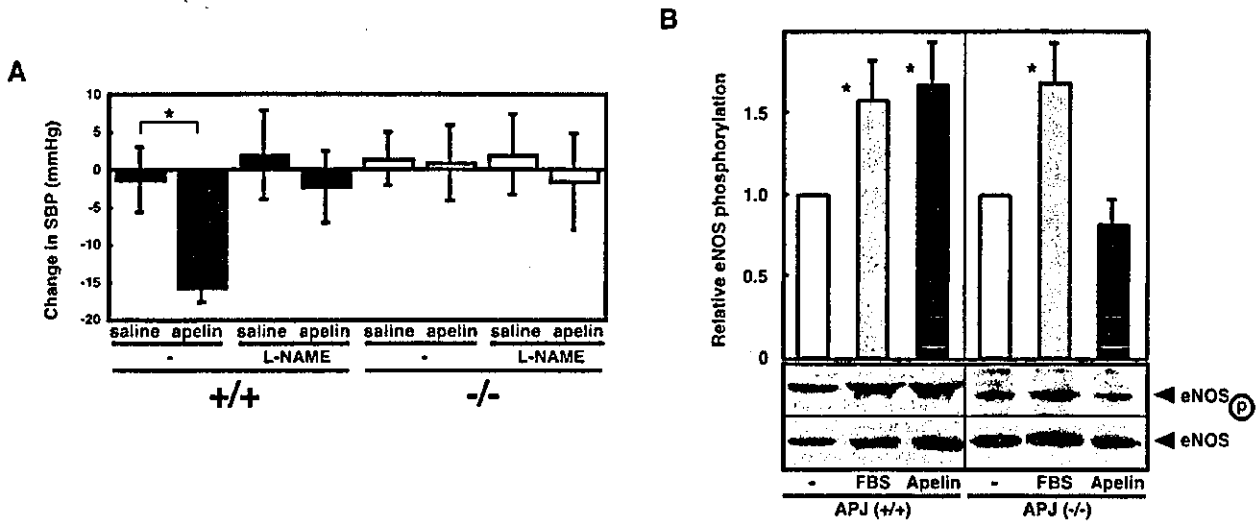 A
Change in SBP (mmHg)
10
5
0
-5
-10
-15
-20
*
saline apelin saline apelin saline apelin saline apelin
- L-NAME - L-NAME
+/+ -/-
B
Relative eNOS phosphorylation
1.5
1.0
0.5
0
* * *
eNOS P
eNOS
- FBS Apelin - FBS Apelin
APJ (+/+) APJ (-/-)